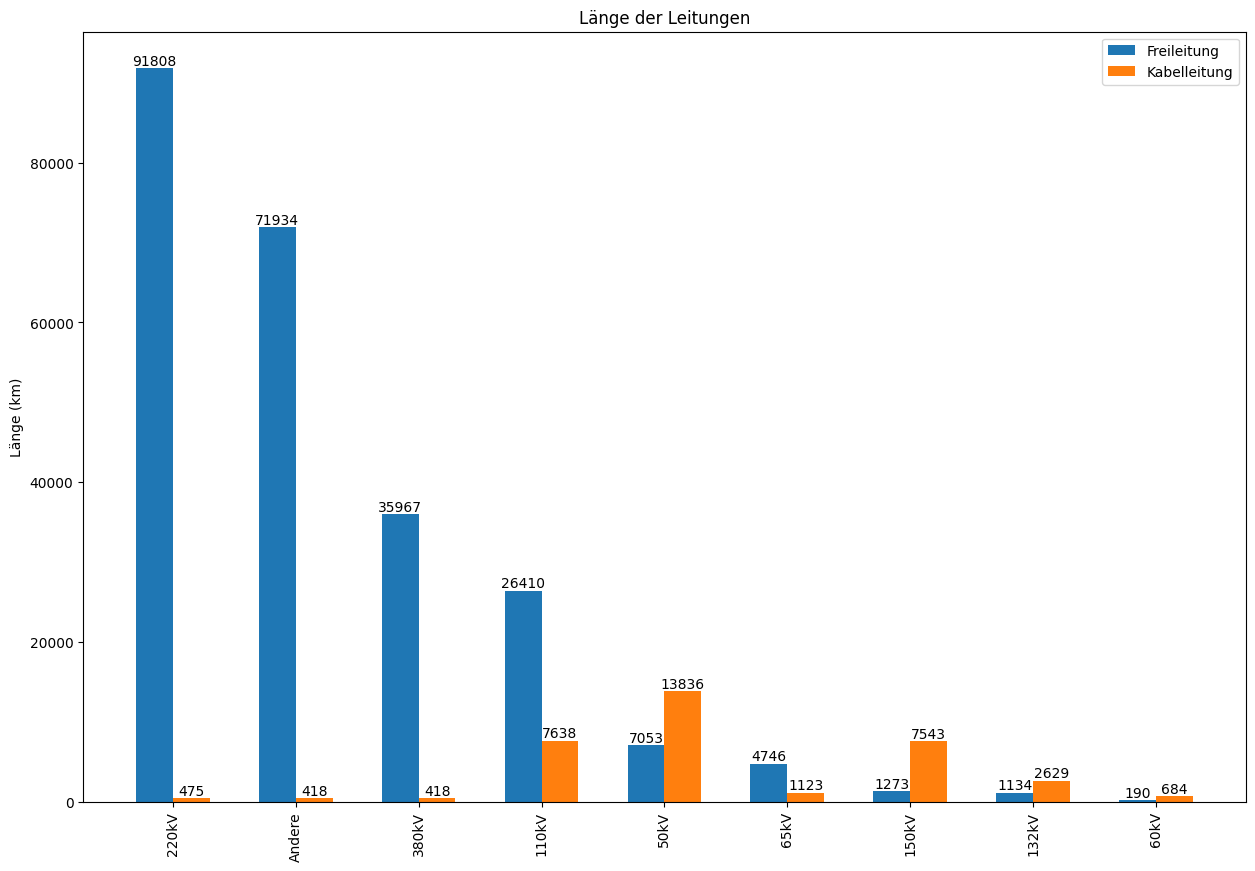 Länge der Leitungen
Freileitung
Kabelleitung
Länge (km)
80000
60000
40000
20000
0
91808
475
71934
418
35967
418
26410
7638
7053
13836
4746
1123
1273
7543
1134
2629
190
684
220kV
Andere
380kV
110kV
50kV
65kV
150kV
132kV
60kV